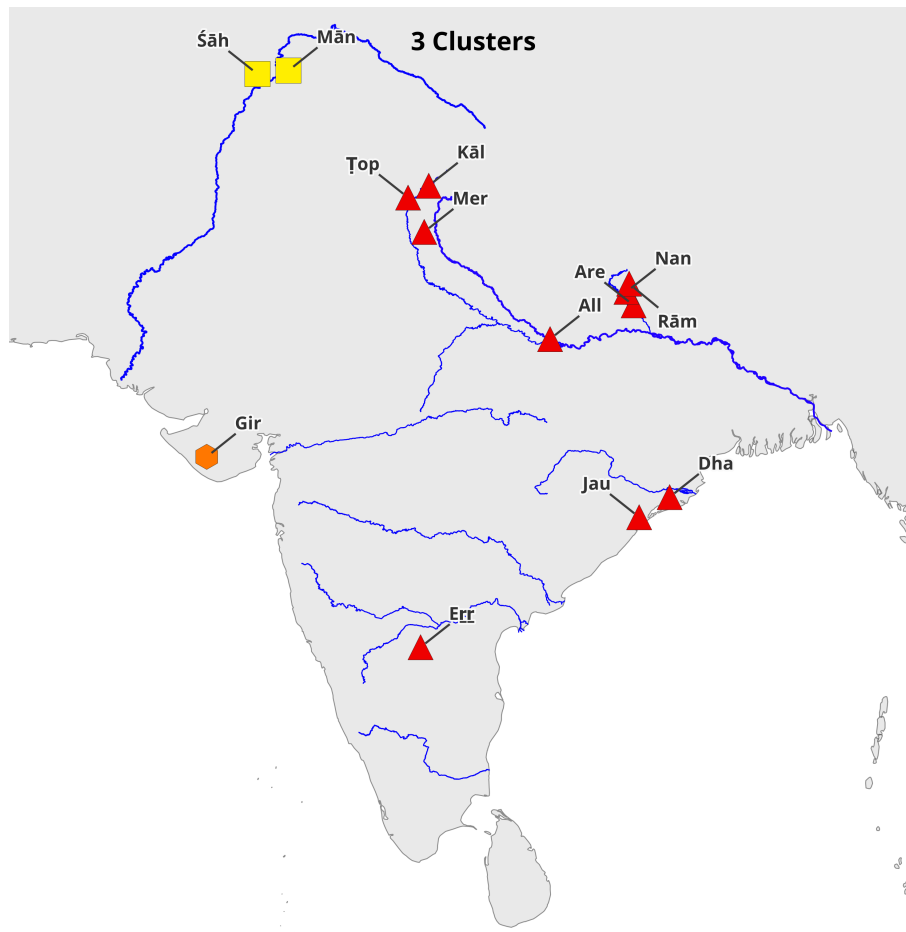 3 Clusters
Śāh
Mān
Kāl
Ṭop
Mer
Nan
Are
All
Rām
Gir
Dha
Jau
Err